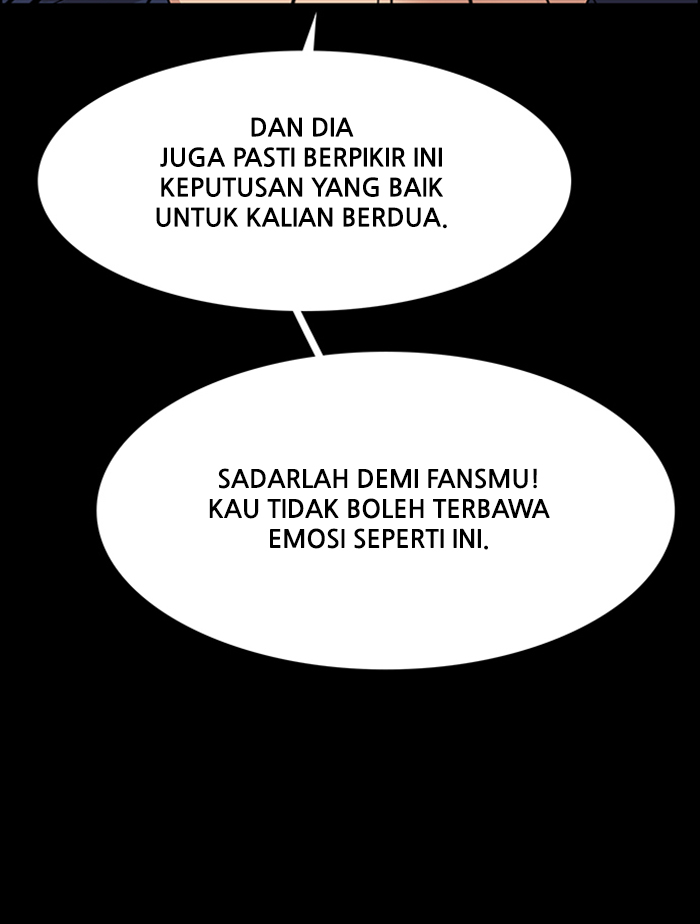 DAN DIA
JUGA PASTI BERPIKIR INI
KEPUTUSAN YANG BAIK
UNTUK KALIAN BERDUA.
SADARLAH DEMI FANSMU!
KAU TIDAK BOLEH TERBAWA
EMOSI SEPERTI INI.